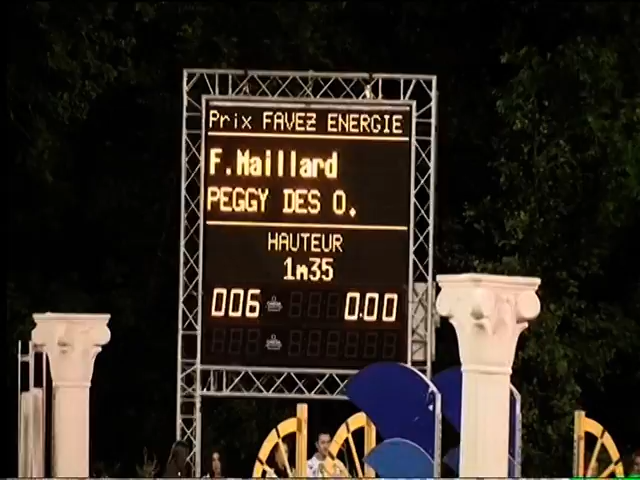 Prix FAVEZ ENERGIE
F.Maillard
PEGGY DES O.
HAUTEUR
1m35
006 0.00